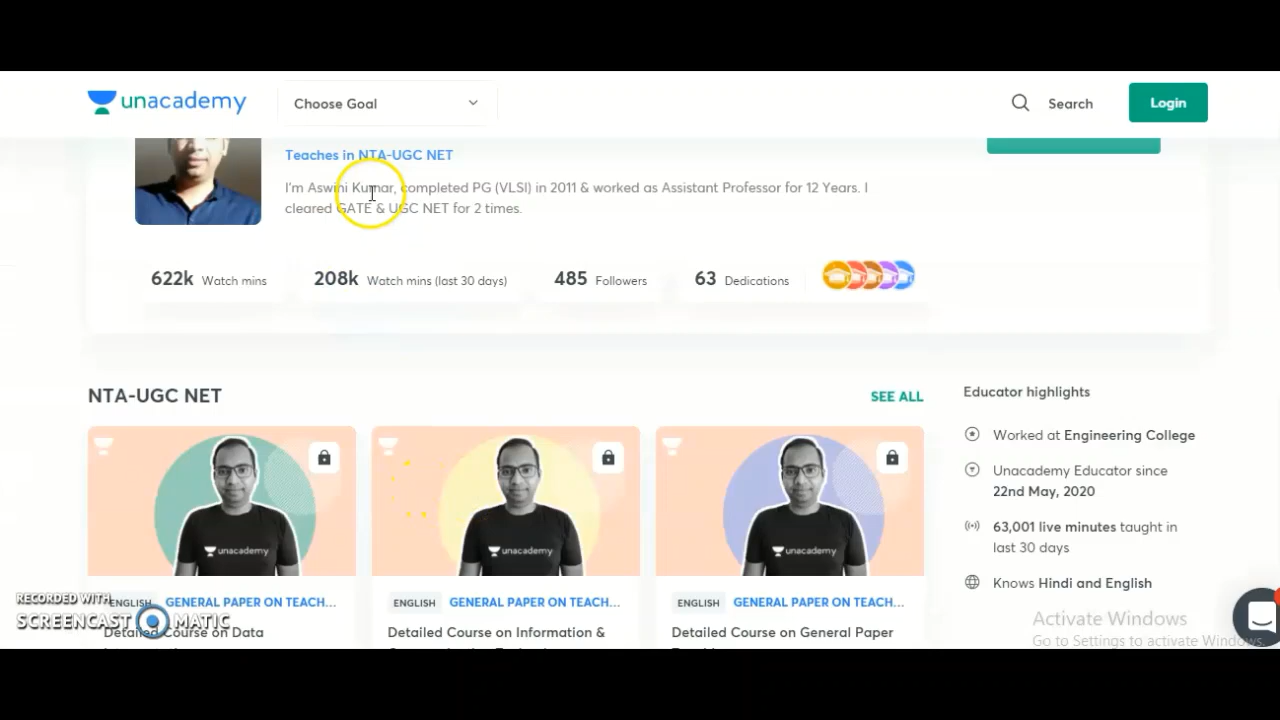 unacademy
Choose Goal
Search
Login
Teaches in NTA-UGC NET
I'm Aswini Kumar, completed PG (VLSI) in 2011 & worked as Assistant Professor for 12 Years. I
cleared GATE & UGC NET for 2 times.
622k Watch mins
208k Watch mins (last 30 days)
485 Followers
63 Dedications
NTA-UGC NET
SEE ALL
Educator highlights
Worked at Engineering College
Unacademy Educator since
22nd May, 2020
63,001 live minutes taught in
last 30 days
Knows Hindi and English
unacademy
unacademy
unacademy
ENGLISH GENERAL PAPER ON TEACH...
Detailed Course on Data
ENGLISH GENERAL PAPER ON TEACH...
Detailed Course on Information &
ENGLISH GENERAL PAPER ON TEACH...
Detailed Course on General Paper
RECORDED WITH
SCREENCAST MATIC
Activate Windows
Go to Settings to activate Windows.